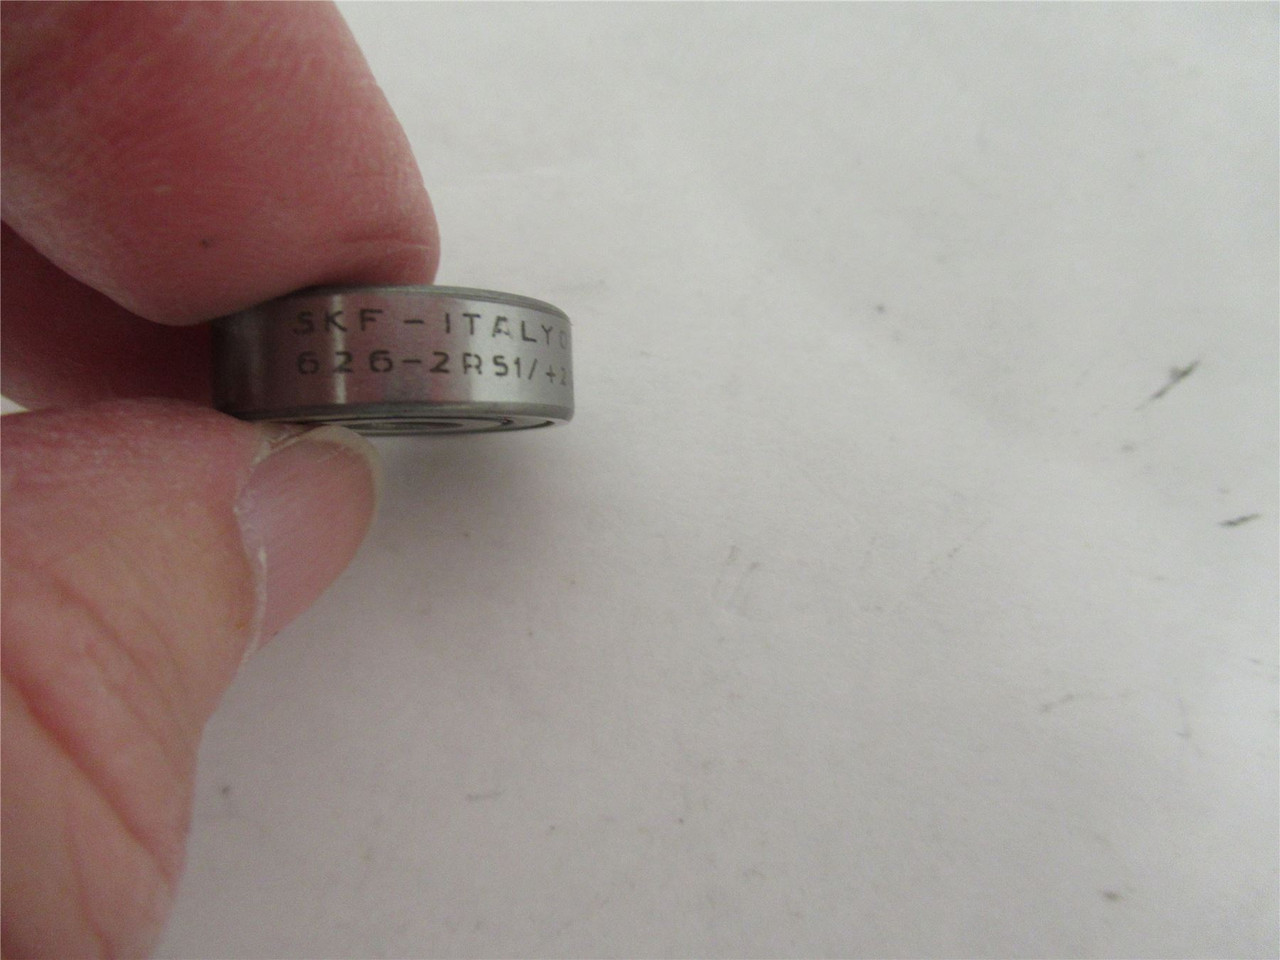 SKF - ITALY
626-2RS1/+2